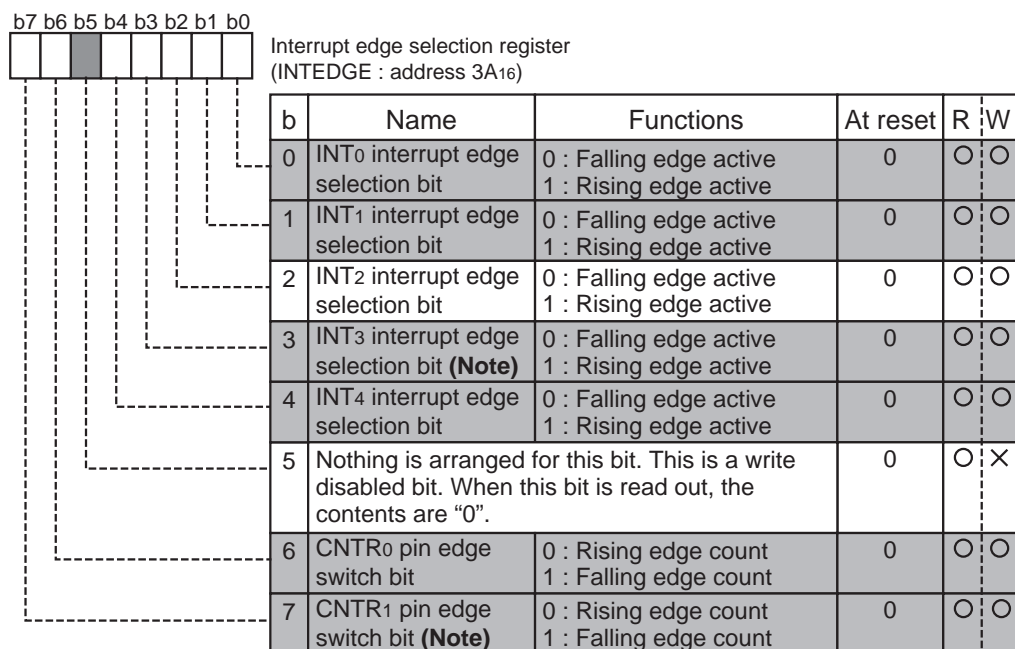 b7 b6 b5 b4 b3 b2 b1 b0
Interrupt edge selection register
(INTEDGE : address 3A16)
b Name Functions At reset R W
0 INT0 interrupt edge selection bit 0 : Falling edge active 0 ○ ○
1 : Rising edge active
1 INT1 interrupt edge selection bit 0 : Falling edge active 0 ○ ○
1 : Rising edge active
2 INT2 interrupt edge selection bit 0 : Falling edge active 0 ○ ○
1 : Rising edge active
3 INT3 interrupt edge selection bit (Note) 0 : Falling edge active 0 ○ ○
1 : Rising edge active
4 INT4 interrupt edge selection bit 0 : Falling edge active 0 ○ ○
1 : Rising edge active
5 Nothing is arranged for this bit. This is a write 0 ○ ×
disabled bit. When this bit is read out, the
contents are “0”.
6 CNTR0 pin edge switch bit 0 : Rising edge count 0 ○ ○
1 : Falling edge count
7 CNTR1 pin edge switch bit (Note) 0 : Rising edge count 0 ○ ○
1 : Falling edge count